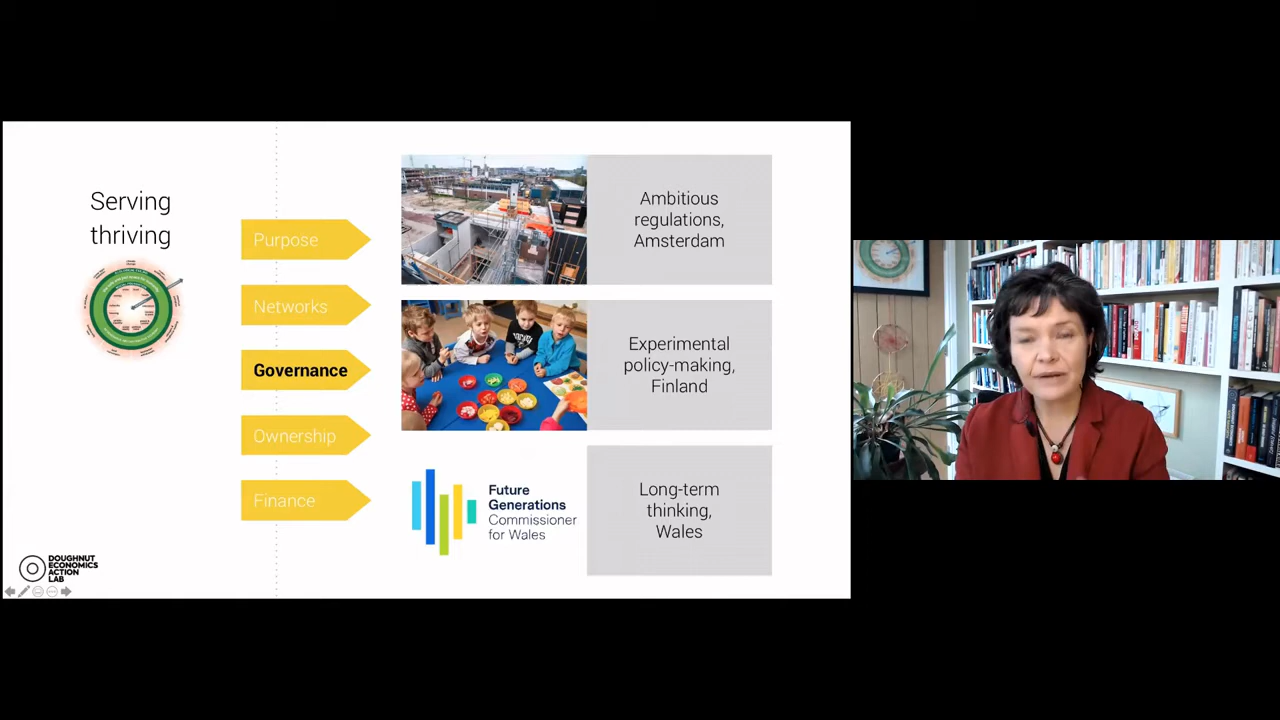 Serving
thriving
Purpose
Networks
Governance
Ownership
Finance
Ambitious
regulations,
Amsterdam
Experimental
policy-making,
Finland
Future
Generations
Commissioner
for Wales
Long-term
thinking,
Wales
DOUGHNUT
ECONOMICS
ACTION
LAB